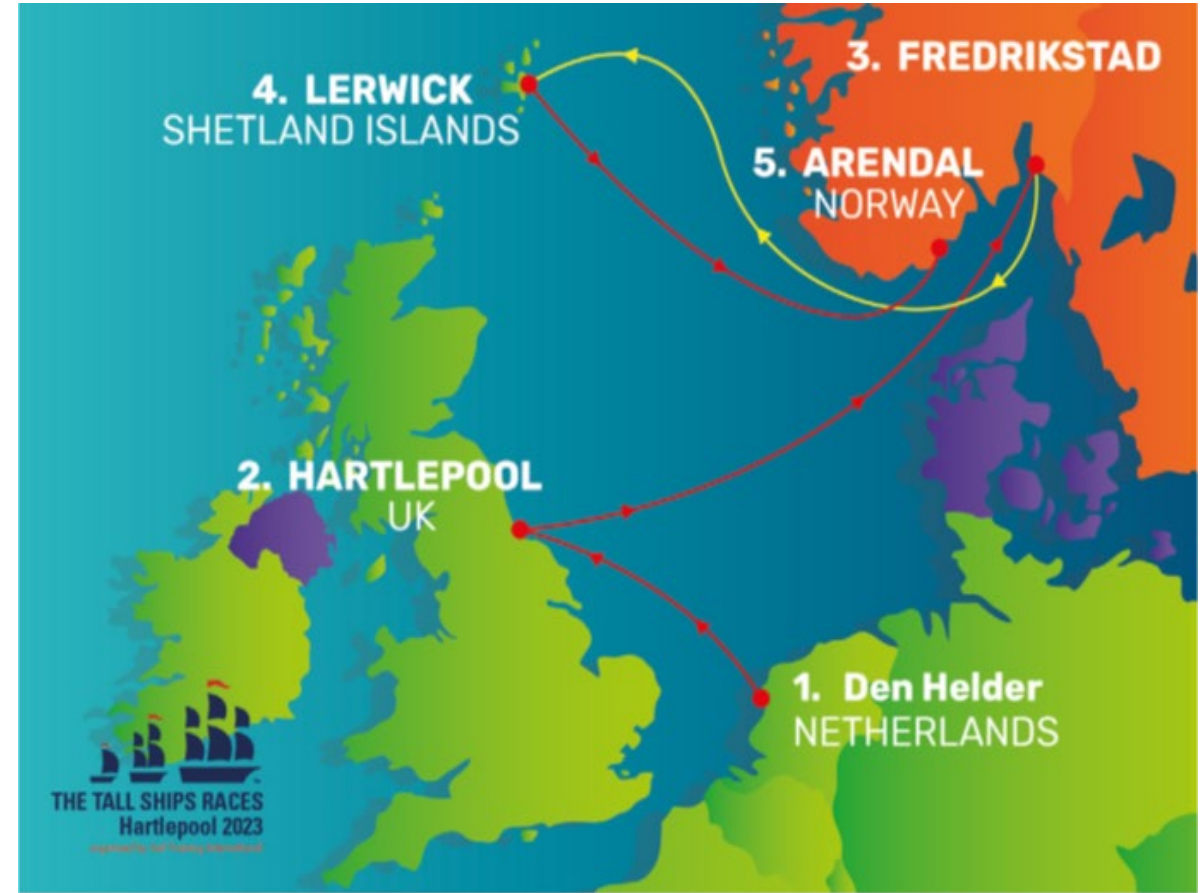 3. FREDRIKSTAD
4. LERWICK
SHETLAND ISLANDS
5. ARENDAL
NORWAY
2. HARTLEPOOL
UK
1. Den Helder
NETHERLANDS
THE TALL SHIPS RACES
Hartlepool 2023